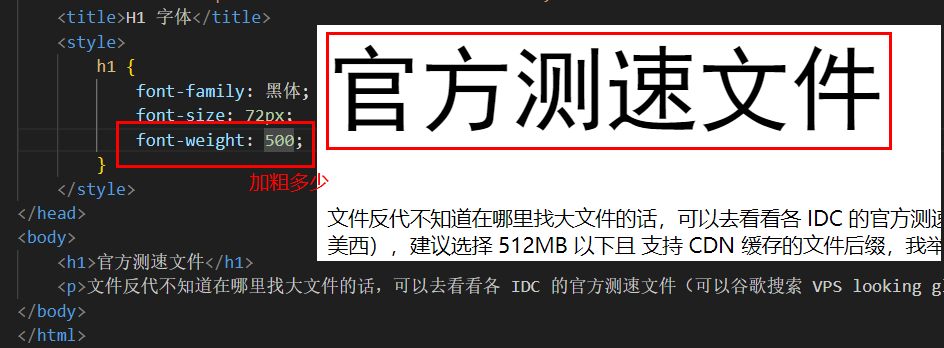 <title>H1 字体</title>
<style>
h1 {
font-family: 黑体;
font-size: 72px;
font-weight: 500;
}
加粗多少
</style>
</head>
<body>
<h1>官方测速文件</h1>
<p>文件反代不知道在哪里找大文件的话，可以去看看各 IDC 的官方测速文件（可以谷歌搜索 VPS looking g
</body>
</html>
官方测速文件
文件反代不知道在哪里找大文件的话，可以去看看各 IDC 的官方测速
美西），建议选择 512MB 以下且 支持 CDN 缓存的文件后缀，我举